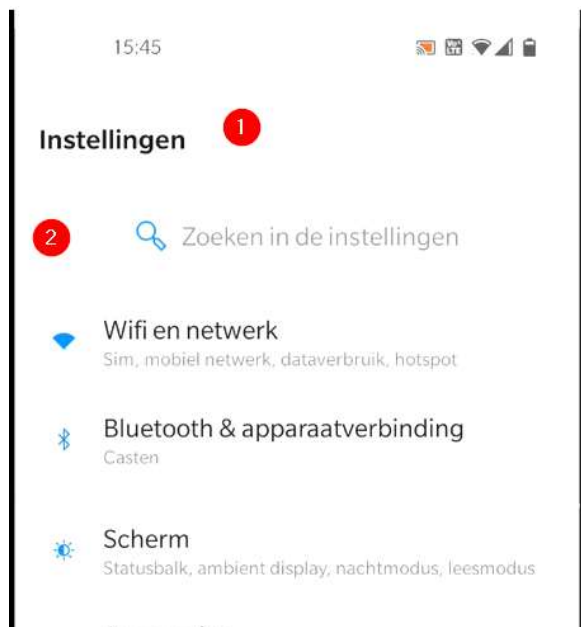 15:45
Instellingen 1
2 Zoeken in de instellingen
Wifi en netwerk
Sim, mobiel netwerk, dataverbruik, hotspot
Bluetooth & apparaatverbinding
Casten
Scherm
Statusbalk, ambient display, nachtmodus, leesmodus